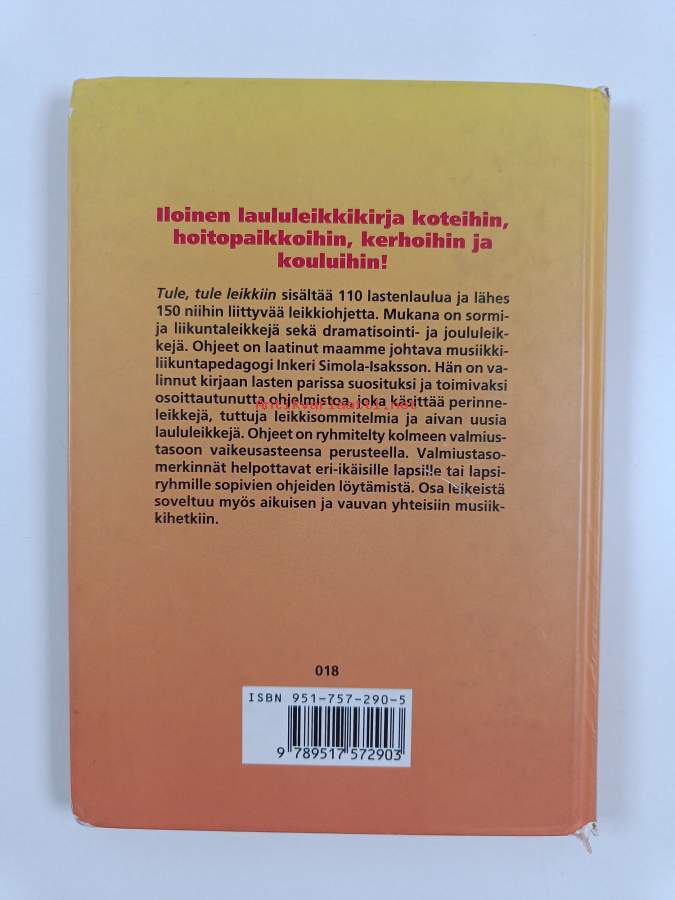 Iloinen laululeikkikirja koteihin,
hoitopaikkoihin, kerhoihin ja
kouluihin!
Tule, tule leikkiin sisältää 110 lastenlaulua ja lähes
150 niihin liittyvää leikkiohjetta. Mukana on sormi-
ja liikuntaleikkejä sekä dramatisointi- ja joululeik-
kejä. Ohjeet on laatinut maamme johtava musiikki-
liikuntapedagogi Inkeri Simola-Isaksson. Hän on va-
linnut kirjaan lasten parissa suosituksi ja toimivaksi
osoittautunutta ohjelmistoa, joka käsittää perinne-
Antikvariaatti.net
leikkejä, tuttuja leikkisommitelmia ja aivan uusia
laululeikkejä. Ohjeet on ryhmitelty kolmeen valmius-
tasoon vaikeusasteensa perusteella. Valmiustaso-
merkinnät helpottavat eri-ikäisille lapsille tai lapsi-
ryhmille sopivien ohjeiden löytämistä. Osa leikeistä
soveltuu myös aikuisen ja vauvan yhteisiin musiik-
kihetkiin.
018
ISBN 951-757-290-5
9 789517 572903